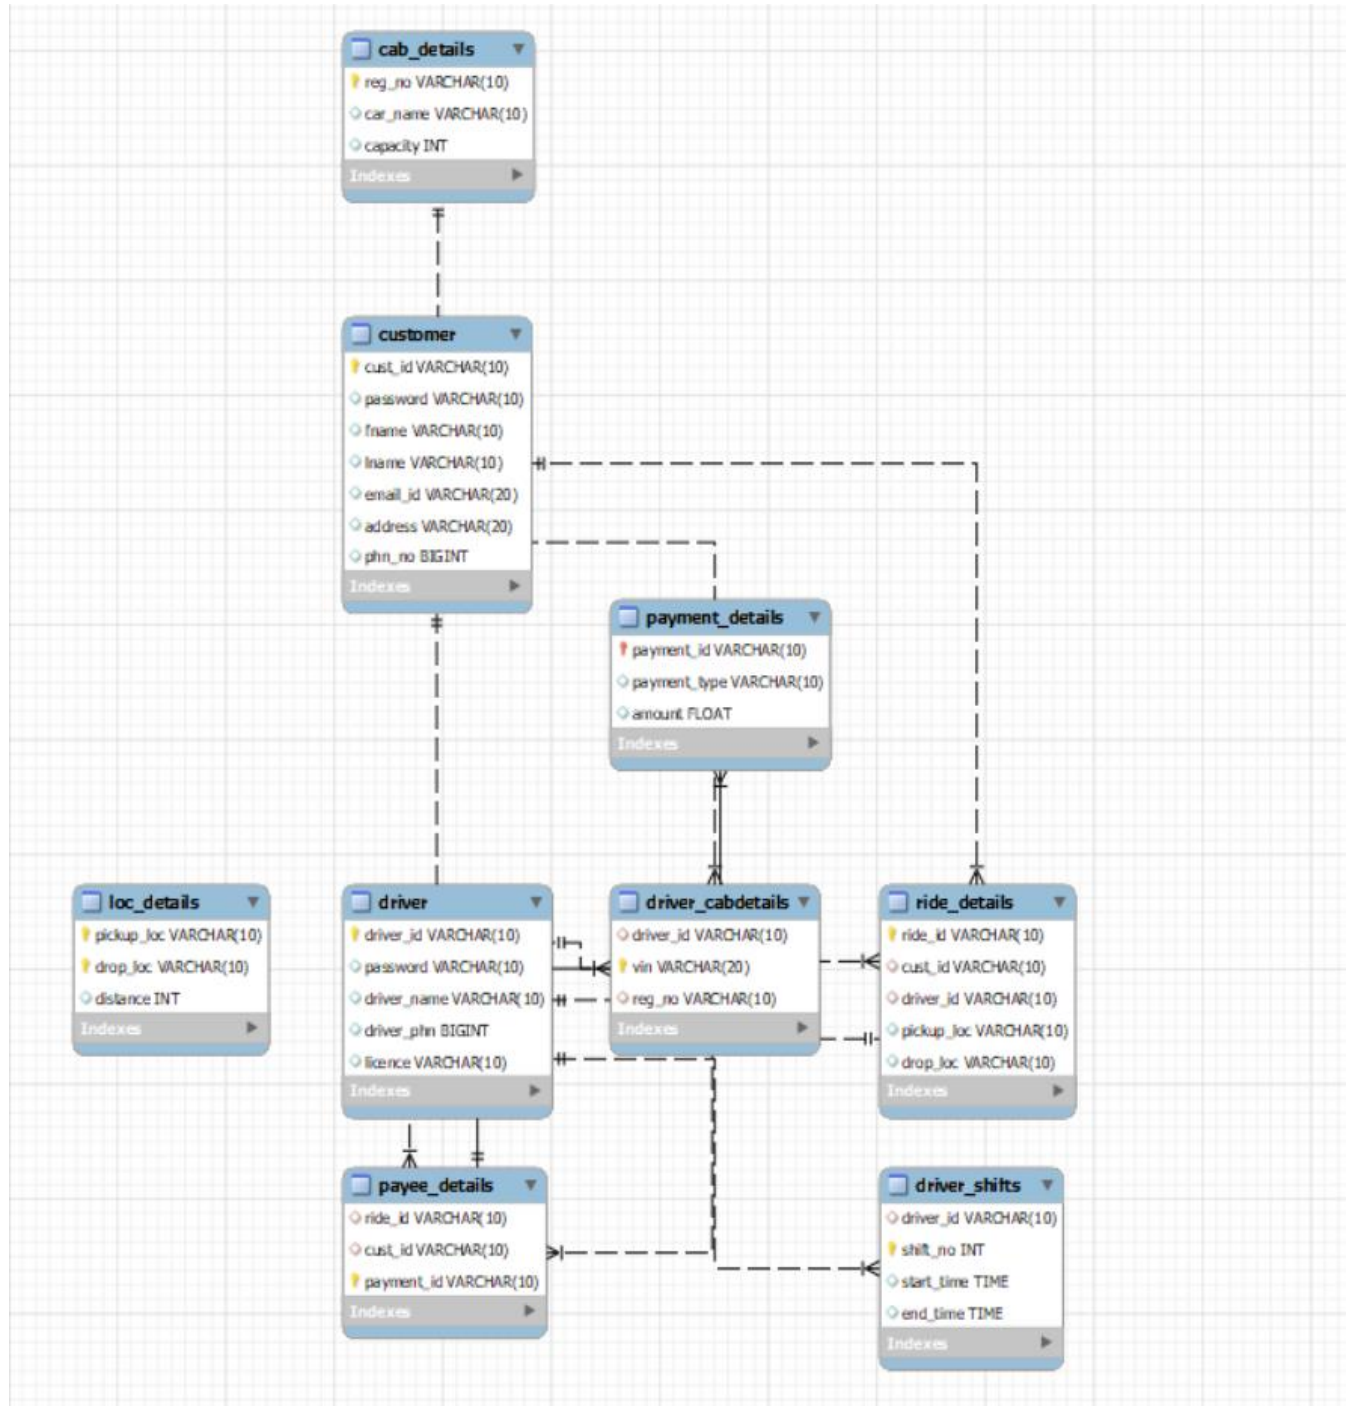 cab_details
reg_no VARCHAR(10)
car_name VARCHAR(10)
capacity INT
Indexes
customer
cust_id VARCHAR(10)
password VARCHAR(10)
fname VARCHAR(10)
lname VARCHAR(10)
email_id VARCHAR(20)
address VARCHAR(20)
phn_no BIGINT
Indexes
payment_details
payment_id VARCHAR(10)
payment_type VARCHAR(10)
amount FLOAT
Indexes
loc_details
pickup_loc VARCHAR(10)
drop_loc VARCHAR(10)
distance INT
Indexes
driver
driver_id VARCHAR(10)
password VARCHAR(10)
driver_name VARCHAR(10)
driver_phn BIGINT
licence VARCHAR(10)
Indexes
driver_cabdetails
driver_id VARCHAR(10)
vin VARCHAR(20)
reg_no VARCHAR(10)
Indexes
ride_details
ride_id VARCHAR(10)
cust_id VARCHAR(10)
driver_id VARCHAR(10)
pickup_loc VARCHAR(10)
drop_loc VARCHAR(10)
Indexes
payee_details
ride_id VARCHAR(10)
cust_id VARCHAR(10)
payment_id VARCHAR(10)
Indexes
driver_shifts
driver_id VARCHAR(10)
shift_no INT
start_time TIME
end_time TIME
Indexes